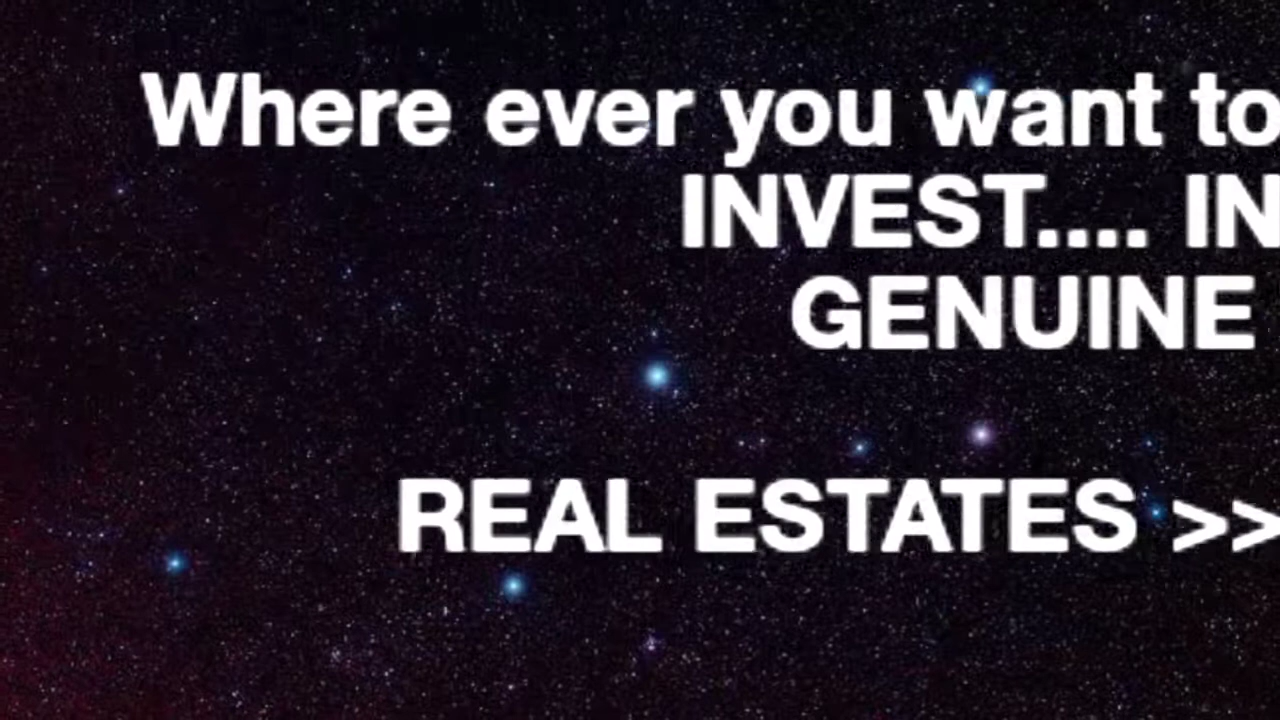 Where ever you want to
INVEST.... IN
GENUINE
REAL ESTATES >>